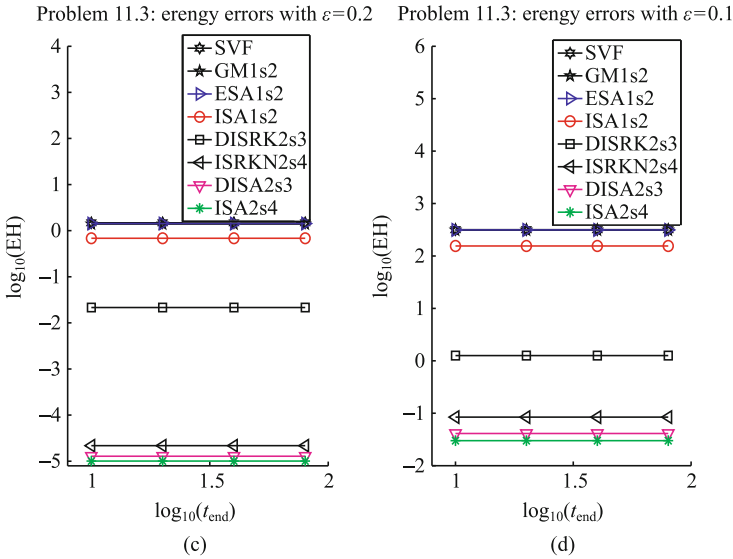 Problem 11.3: erergy errors with ε=0.2
4
3
2
1
0
−1
−2
−3
−4
−5
log10(EH)
SVF
GM1s2
ESA1s2
ISA1s2
DISRK2s3
ISRKN2s4
DISA2s3
ISA2s4
1
1.5
2
log10(tend)
(c)
Problem 11.3: erergy errors with ε=0.1
6
5
4
3
2
1
0
−1
−2
log10(EH)
SVF
GM1s2
ESA1s2
ISA1s2
DISRK2s3
ISRKN2s4
DISA2s3
ISA2s4
1
1.5
2
log10(tend)
(d)